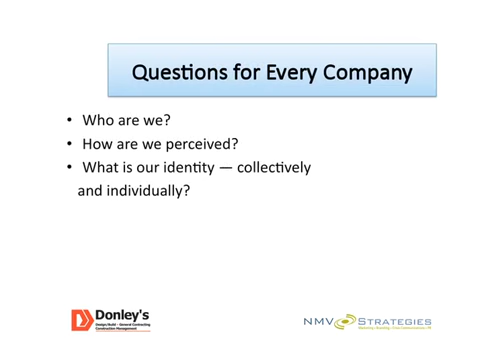 Questions for Every Company
• Who are we?
• How are we perceived?
• What is our identity — collectively
and individually?
Donley's
Design/Build - General Contracting
Construction Management
NMV STRATEGIES